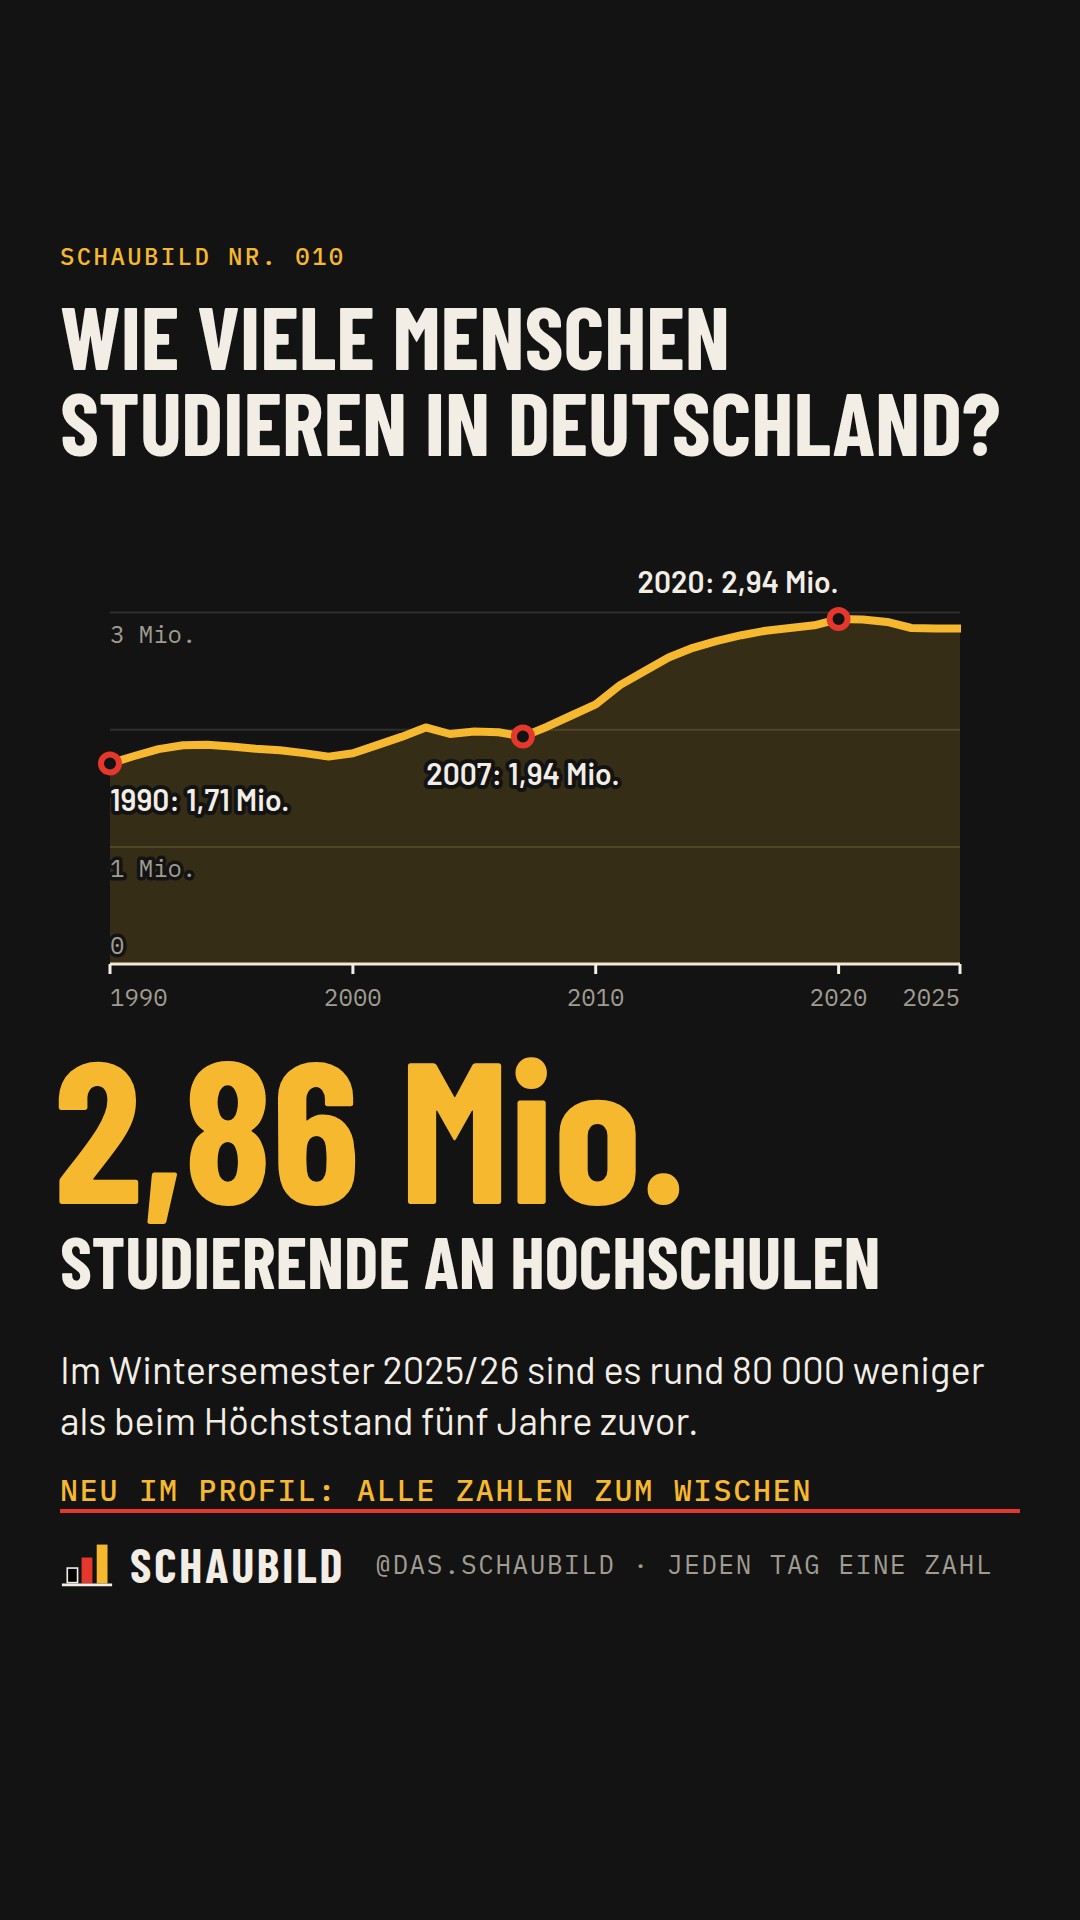 SCHAUBILD NR. 010
WIE VIELE MENSCHEN
STUDIEREN IN DEUTSCHLAND?
2020: 2,94 Mio.
3 Mio.
2007: 1,94 Mio.
1990: 1,71 Mio.
1 Mio.
0
1990 2000 2010 2020 2025
2,86 Mio.
STUDIERENDE AN HOCHSCHULEN
Im Wintersemester 2025/26 sind es rund 80 000 weniger
als beim Höchststand fünf Jahre zuvor.
NEU IM PROFIL: ALLE ZAHLEN ZUM WISCHEN
SCHAUBILD @DAS.SCHAUBILD · JEDEN TAG EINE ZAHL